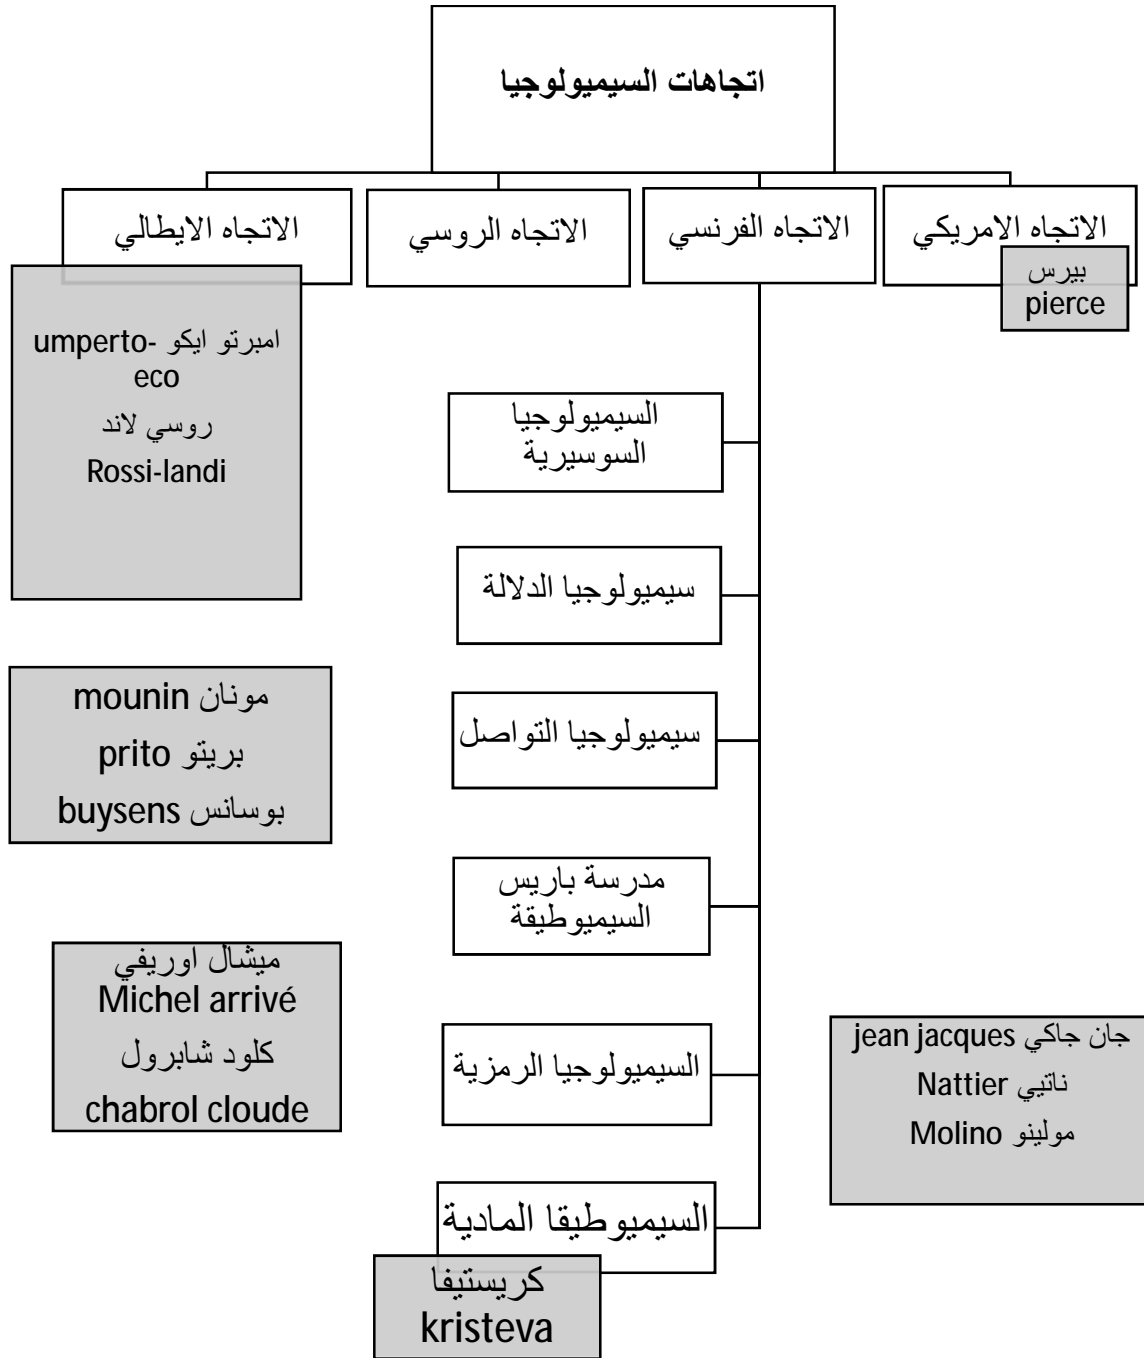 اتجاهات السيميولوجيا
الاتجاه الامريكي
بيرس
pierce
الاتجاه الفرنسي
الاتجاه الروسي
الاتجاه الايطالي
امبرتو ايكو umperto-
eco
روسي لاند
Rossi-landi
السيميولوجيا
السوسيرية
سيميولوجيا الدلالة
سيميولوجيا التواصل
مونان mounin
بريتو prito
بوسانس buysens
مدرسة باريس
السيميوطيقة
ميشال اوريفي
Michel arrivé
كلود شابرول
chabrol cloude
السيميولوجيا الرمزية
جان جاكي jean jacques
ناتيي Nattier
مولينو Molino
السيميوطيقا المادية
كريستيفا
kristeva